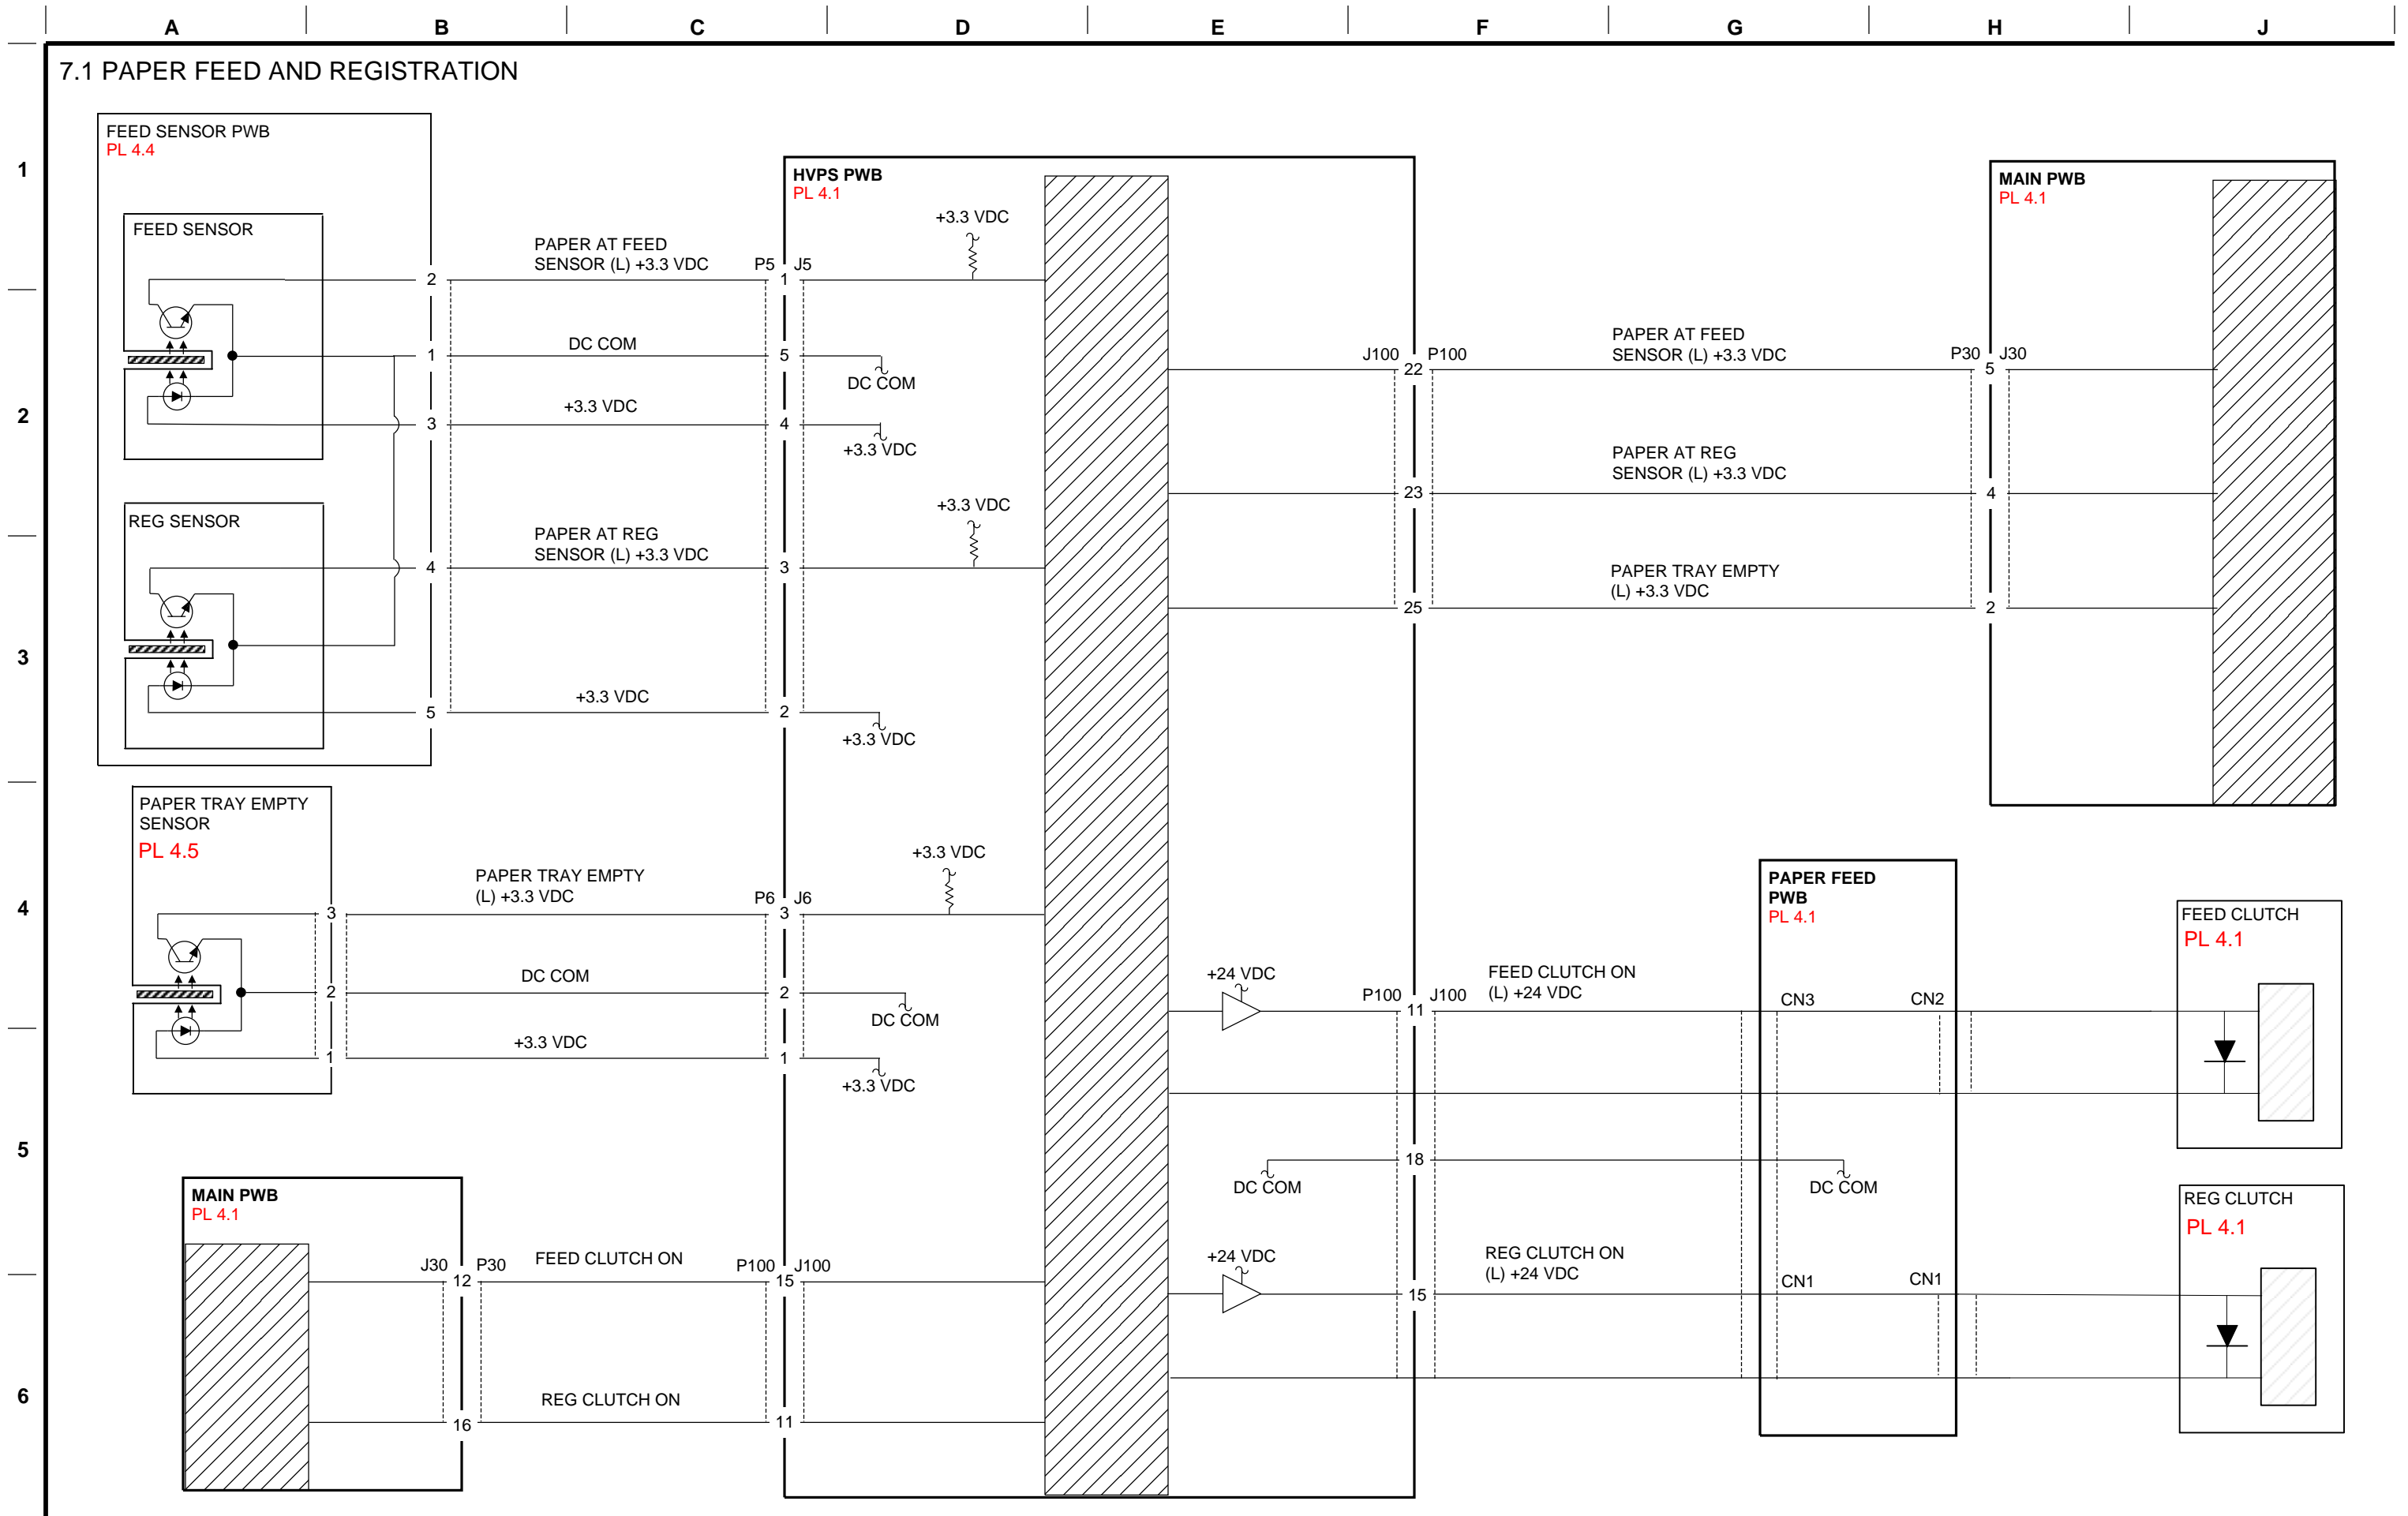 A B C D E F G H J
7.1 PAPER FEED AND REGISTRATION
1
2
3
4
5
6
FEED SENSOR PWB
PL 4.4
FEED SENSOR
2
1
3
REG SENSOR
4
5
PAPER AT FEED
SENSOR (L) +3.3 VDC
P5 J5
1
DC COM
5
+3.3 VDC
4
PAPER AT REG
SENSOR (L) +3.3 VDC
3
+3.3 VDC
2
HVPS PWB
PL 4.1
+3.3 VDC
DC COM
+3.3 VDC
+3.3 VDC
+3.3 VDC
J100 P100
22
23
25
PAPER AT FEED
SENSOR (L) +3.3 VDC
PAPER AT REG
SENSOR (L) +3.3 VDC
PAPER TRAY EMPTY
(L) +3.3 VDC
P30 J30
5
4
2
MAIN PWB
PL 4.1
PAPER TRAY EMPTY
SENSOR
PL 4.5
3
2
1
PAPER TRAY EMPTY
(L) +3.3 VDC
P6 J6
3
DC COM
2
+3.3 VDC
1
+3.3 VDC
DC COM
+3.3 VDC
+24 VDC
P100 J100
11
FEED CLUTCH ON
(L) +24 VDC
PAPER FEED
PWB
PL 4.1
CN3 CN2
FEED CLUTCH
PL 4.1
DC COM
18
DC COM
MAIN PWB
PL 4.1
J30 P30
12
FEED CLUTCH ON
P100 J100
15
16
REG CLUTCH ON
11
+24 VDC
15
REG CLUTCH ON
(L) +24 VDC
CN1 CN1
REG CLUTCH
PL 4.1